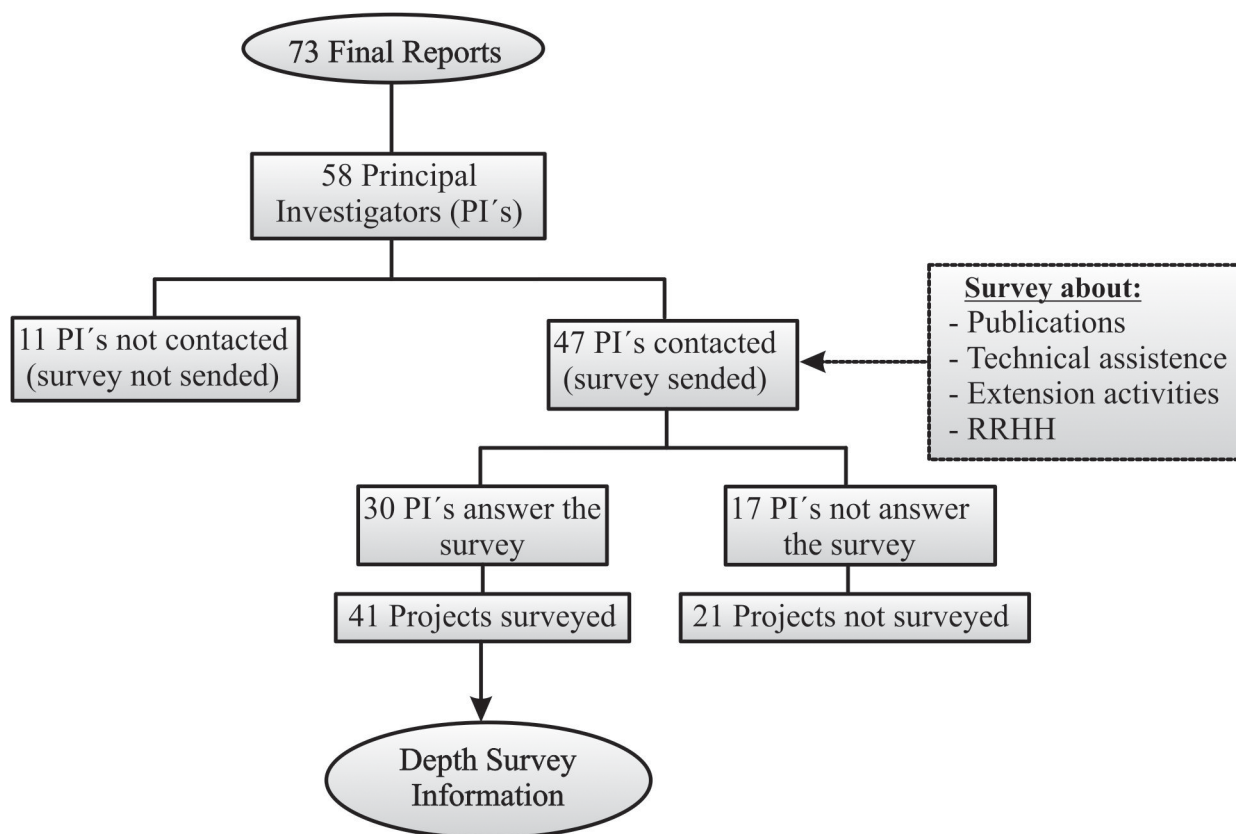 73 Final Reports
58 Principal
Investigators (PI´s)
11 PI´s not contacted
(survey not sended)
47 PI´s contacted
(survey sended)
Survey about:
- Publications
- Technical assistence
- Extension activities
- RRHH
30 PI´s answer the
survey
17 PI´s not answer
the survey
41 Projects surveyed
21 Projects not surveyed
Depth Survey
Information